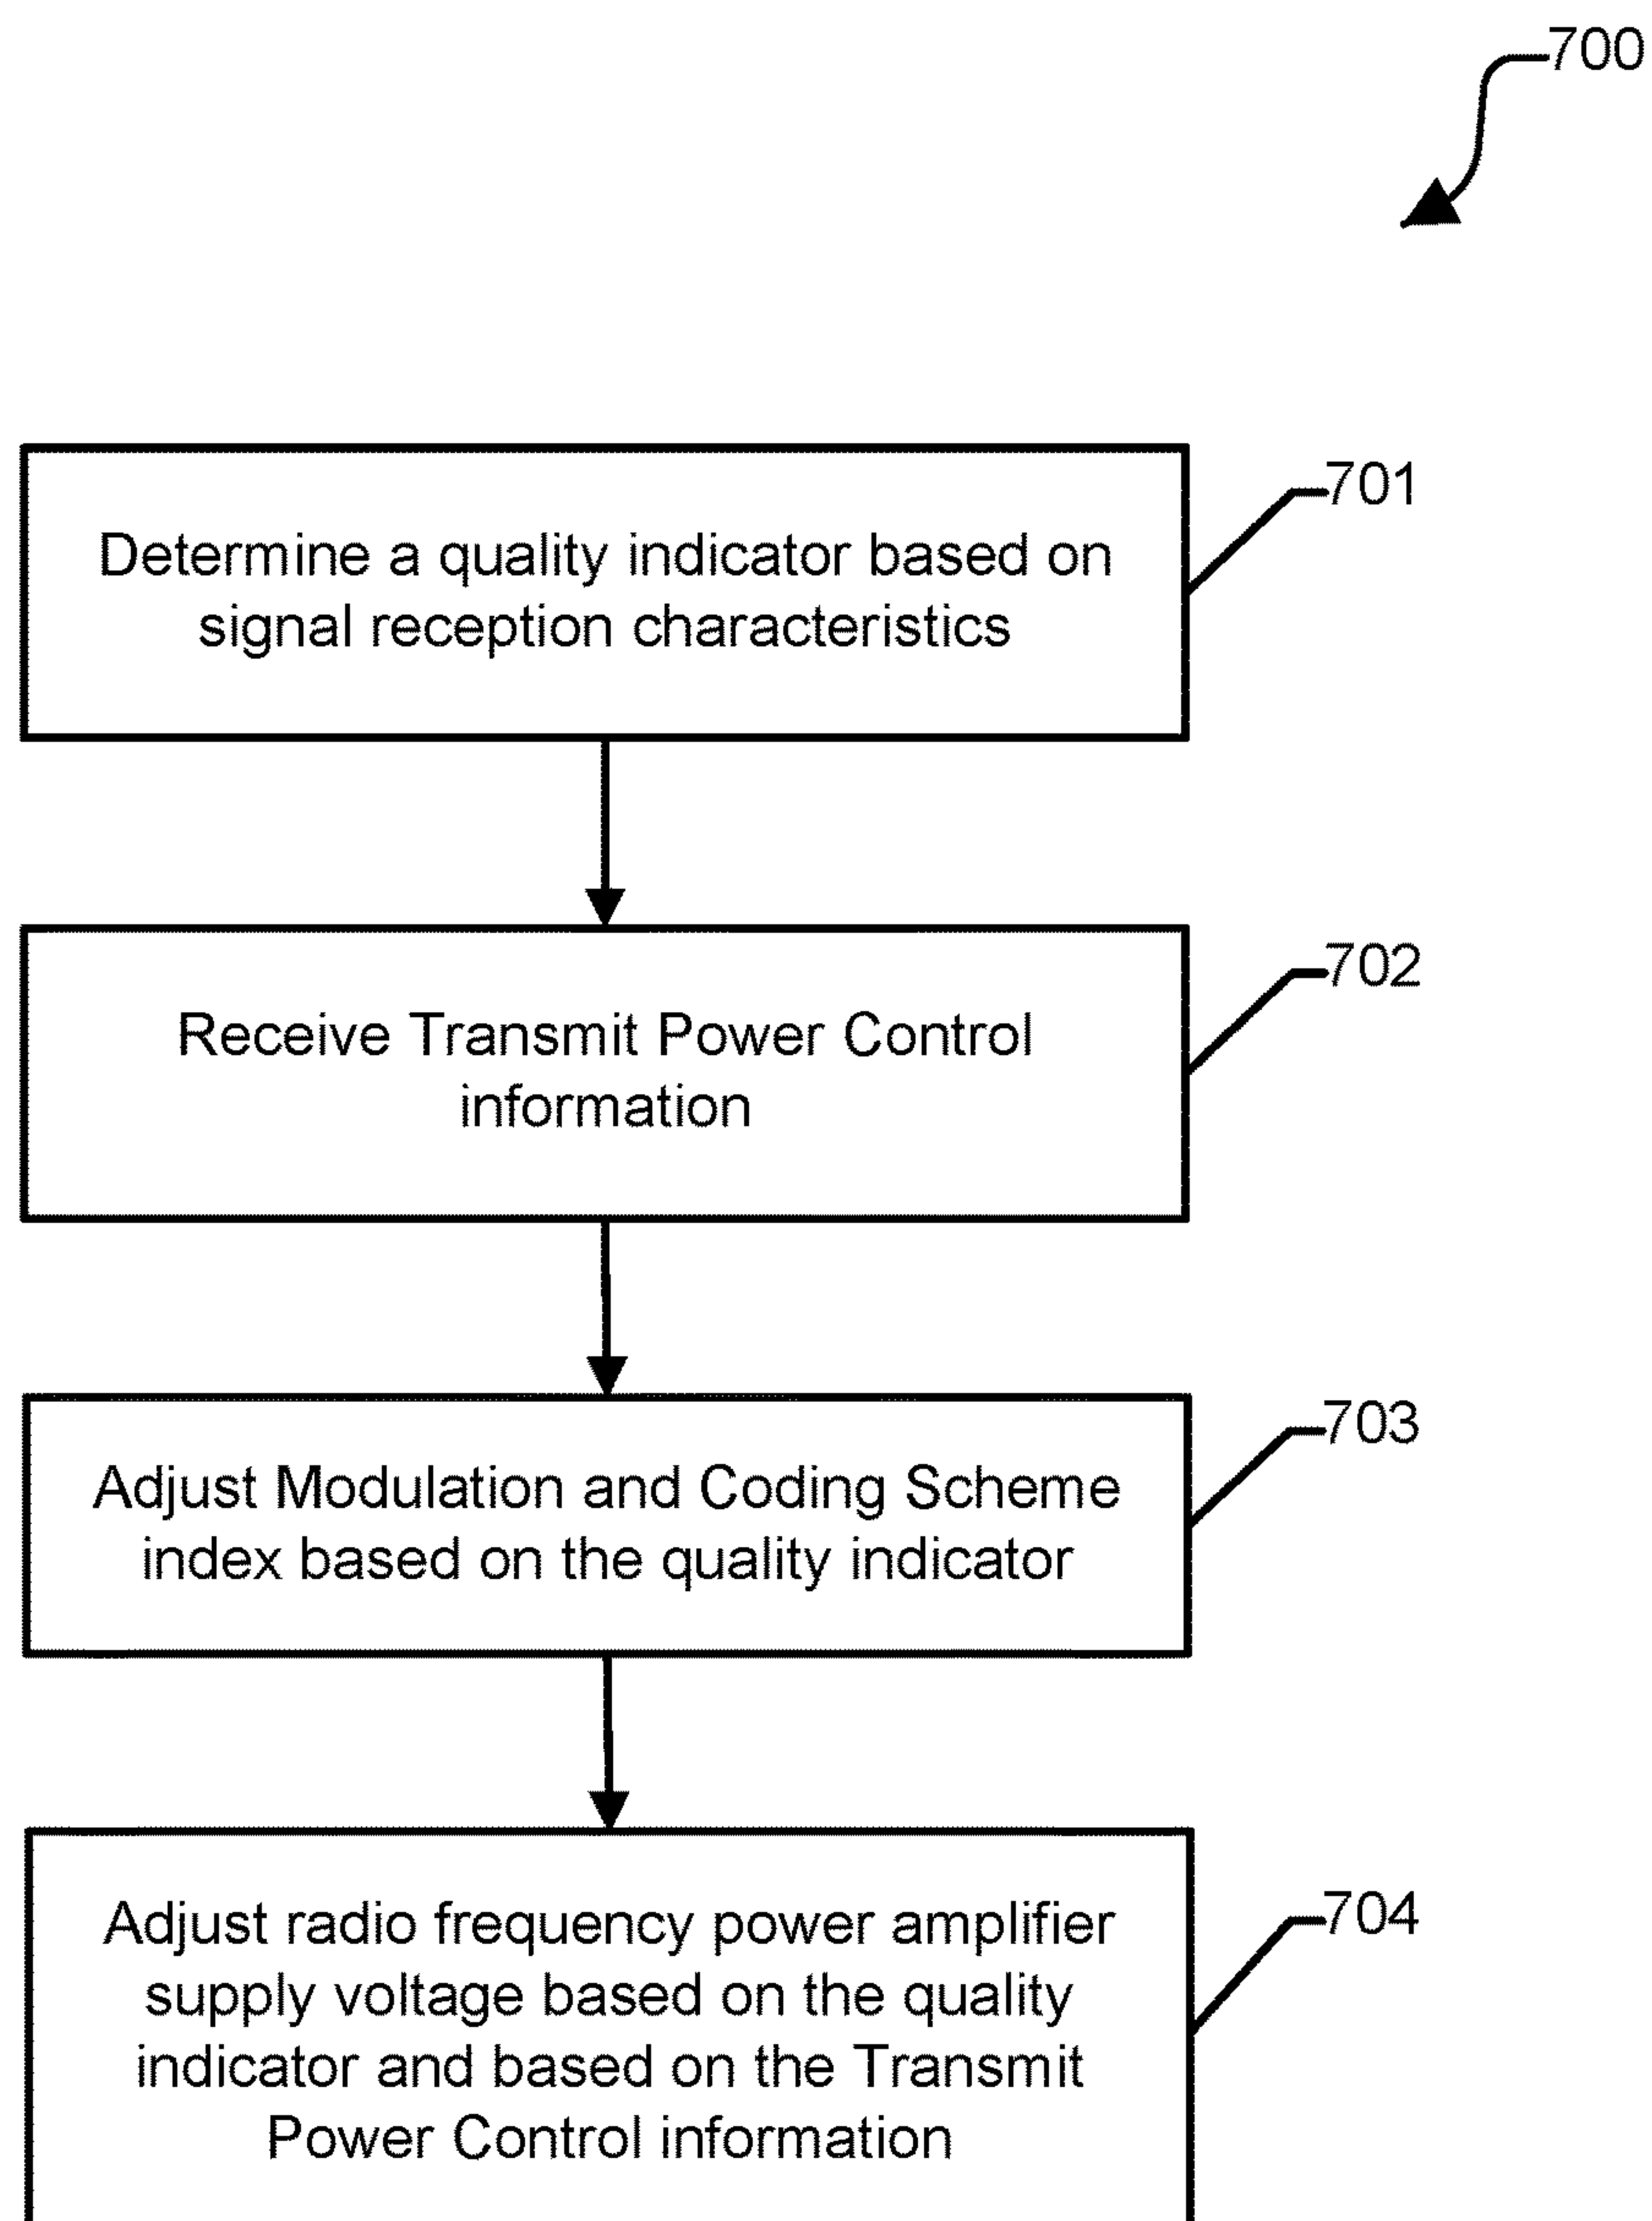 700
701
Determine a quality indicator based on
signal reception characteristics
702
Receive Transmit Power Control
information
703
Adjust Modulation and Coding Scheme
index based on the quality indicator
704
Adjust radio frequency power amplifier
supply voltage based on the quality
indicator and based on the Transmit
Power Control information